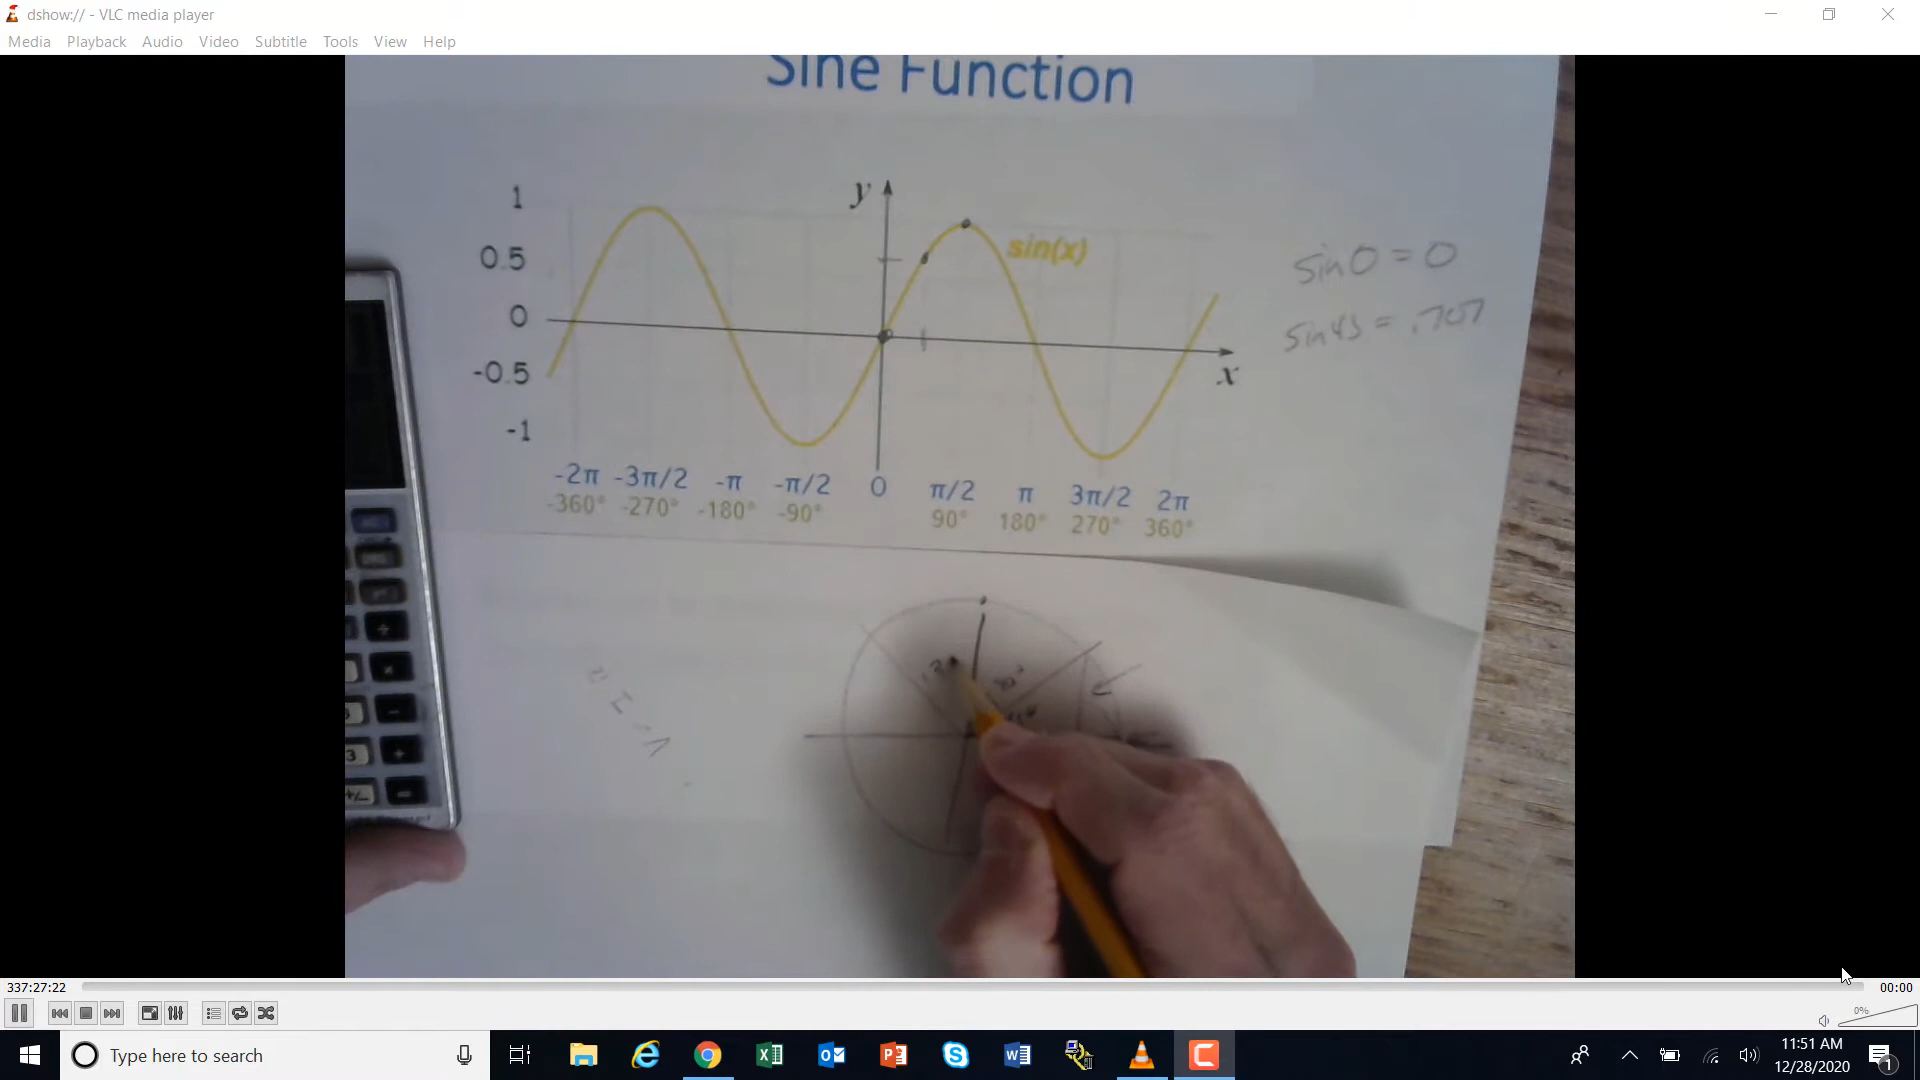 dshow:// - VLC media player
Media Playback Audio Video Subtitle Tools View Help
Sine Function
y
1
0.5
0
-0.5
-1
sin(x)
x
sin 0 = 0
sin 45 = .707
-2π -3π/2 -π -π/2 0 π/2 π 3π/2 2π
-360° -270° -180° -90° 90° 180° 270° 360°
337:27:22
00:00
0%
Type here to search
11:51 AM
12/28/2020
1